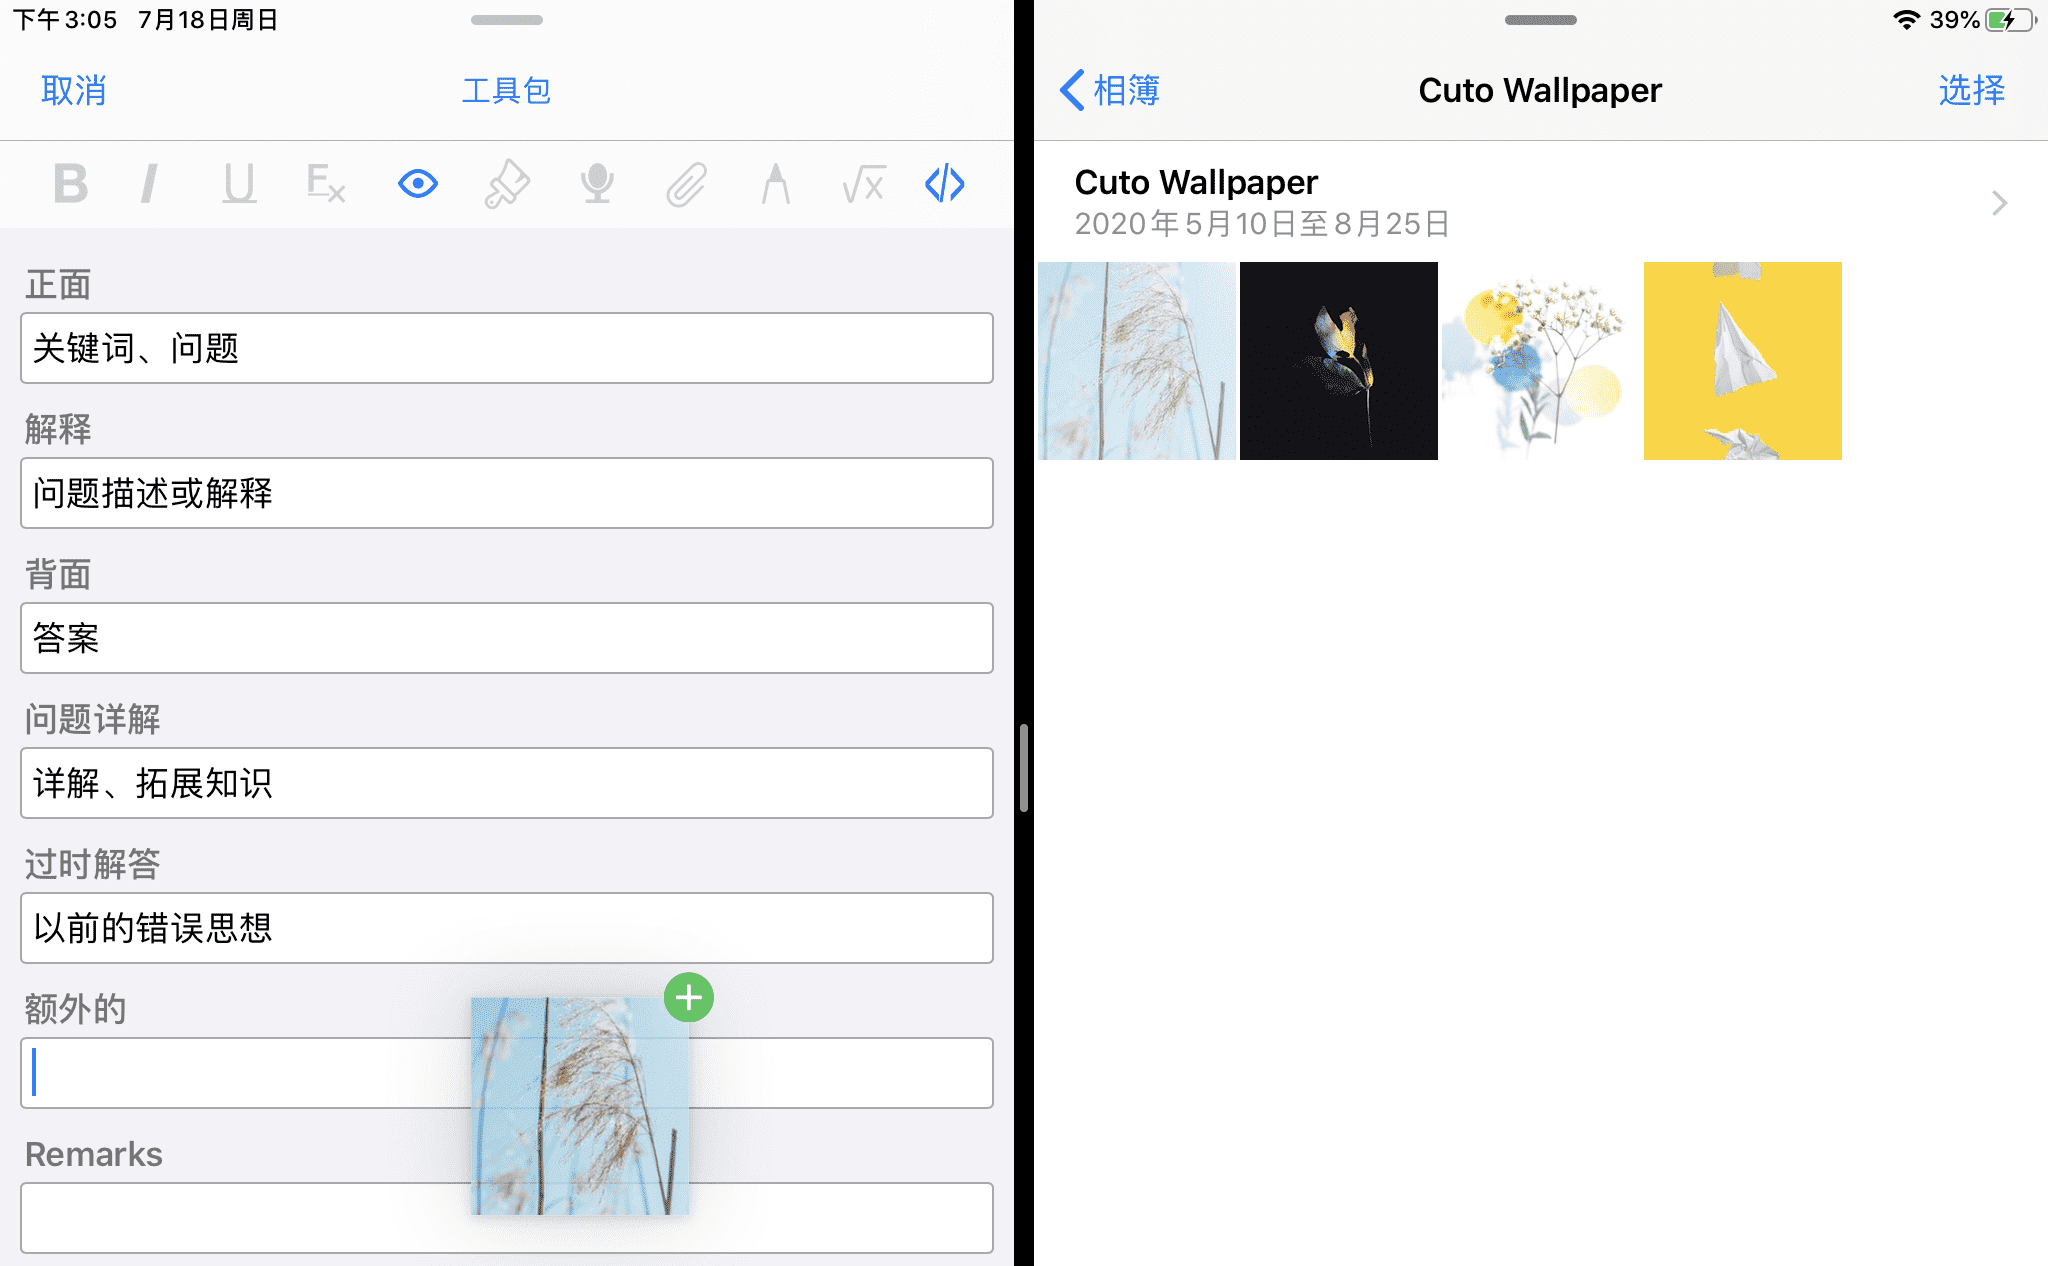 下午3:05 7月18日周日
39%
取消 工具包
B I U Fx √x </>
正面
关键词、问题
解释
问题描述或解释
背面
答案
问题详解
详解、拓展知识
过时解答
以前的错误思想
额外的
Remarks
相簿 Cuto Wallpaper 选择
Cuto Wallpaper
2020年5月10日至8月25日